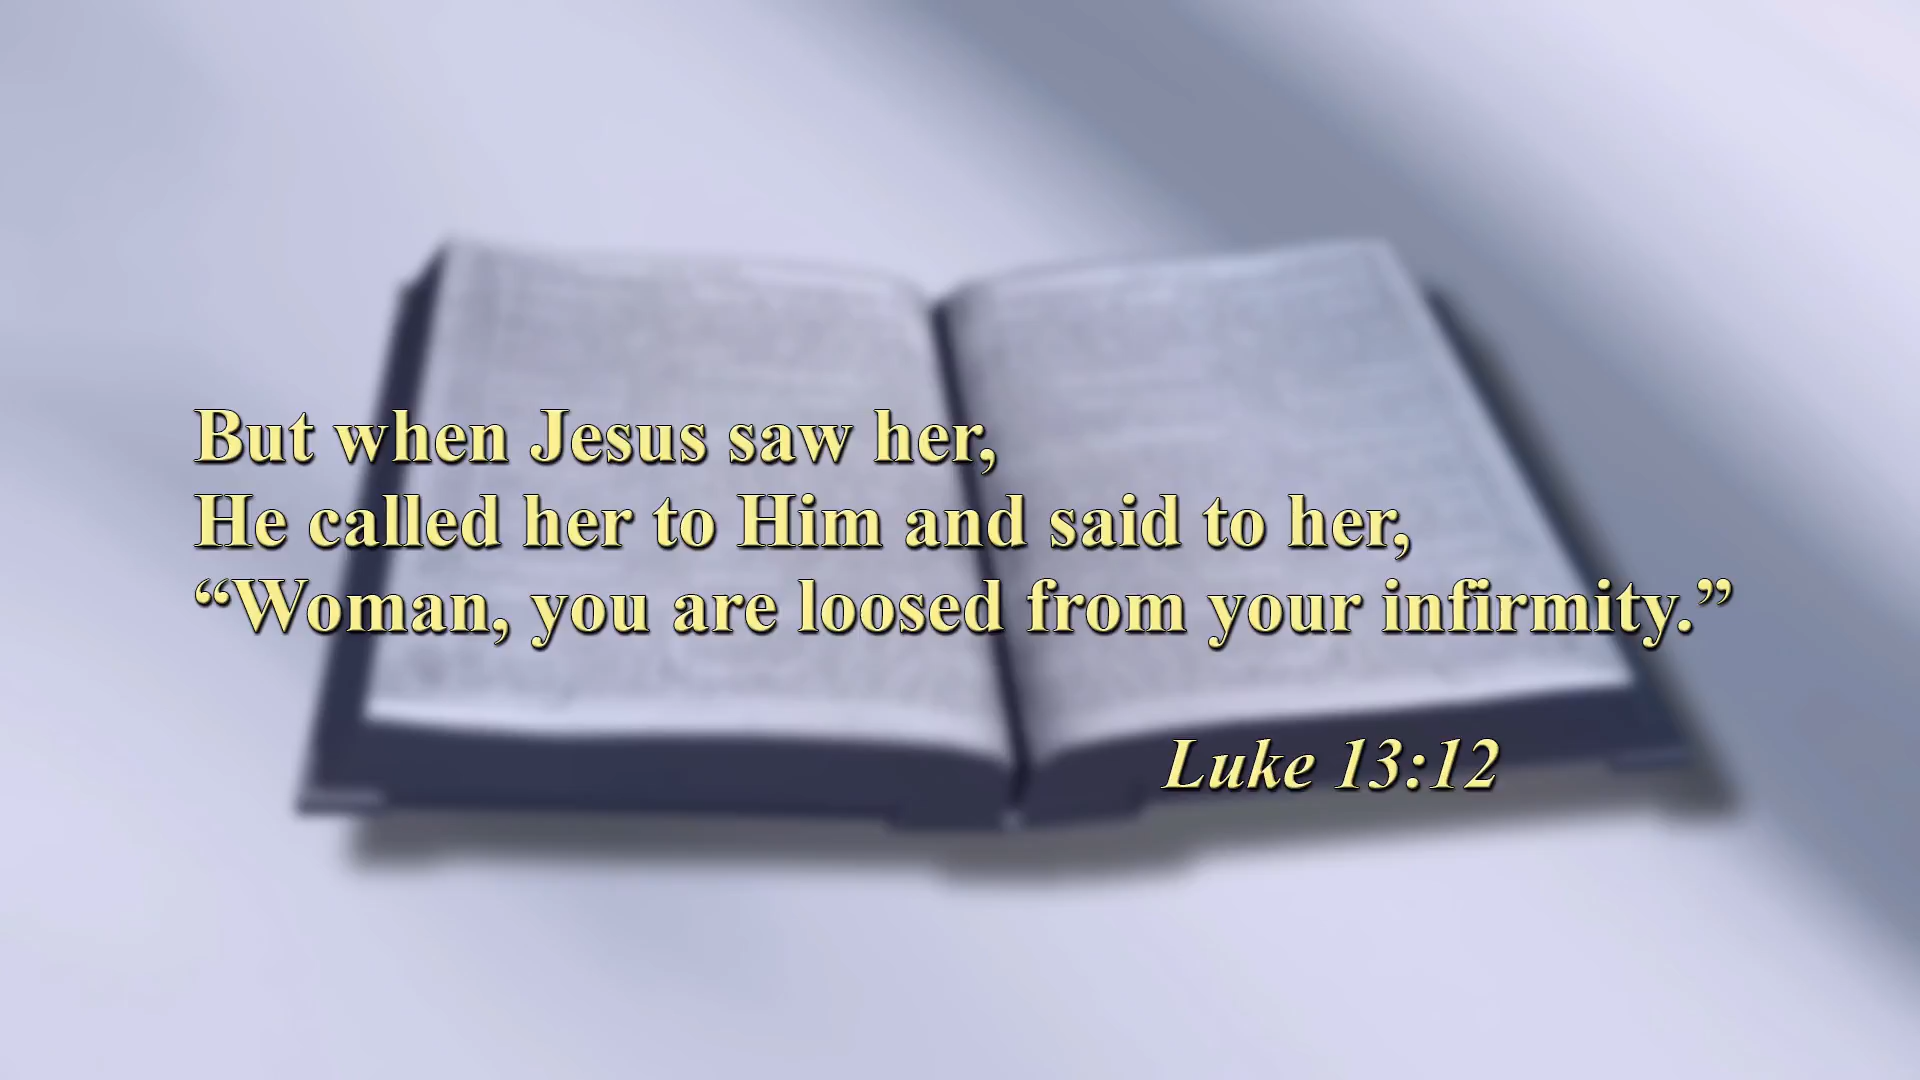 But when Jesus saw her,
He called her to Him and said to her,
“Woman, you are loosed from your infirmity.”
Luke 13:12